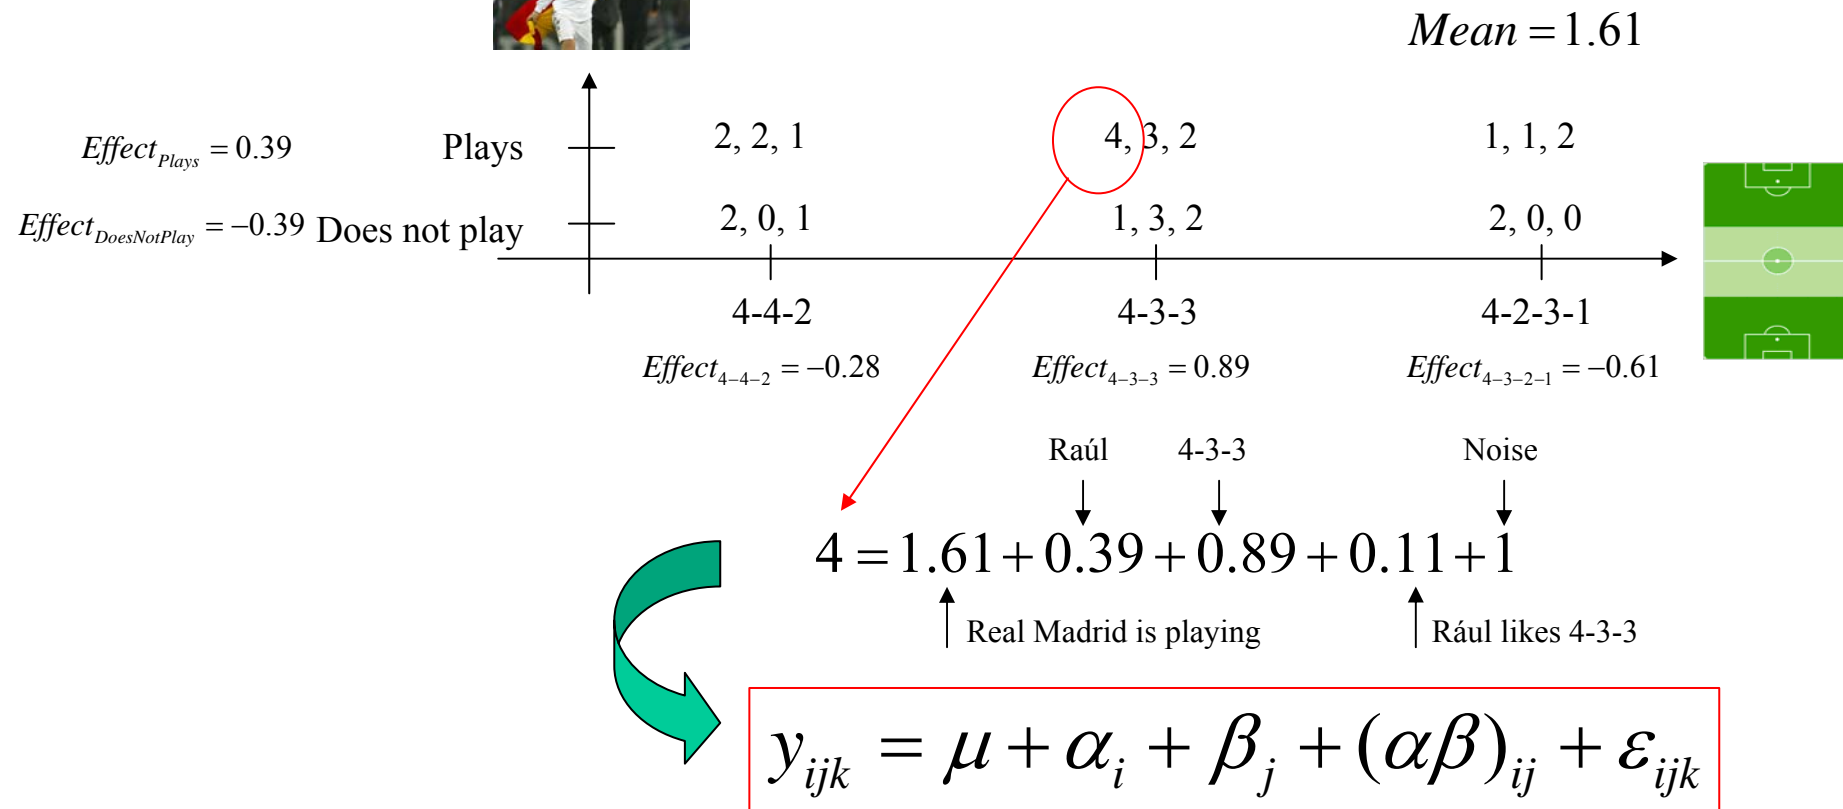 Mean = 1.61
Effect_Plays = 0.39 Plays 2, 2, 1 4, 3, 2 1, 1, 2
Effect_DoesNotPlay = −0.39 Does not play 2, 0, 1 1, 3, 2 2, 0, 0
4-4-2 4-3-3 4-2-3-1
Effect_4−4−2 = −0.28 Effect_4−3−3 = 0.89 Effect_4−3−2−1 = −0.61
Raúl 4-3-3 Noise
4 = 1.61 + 0.39 + 0.89 + 0.11 + 1
Real Madrid is playing Rául likes 4-3-3
y_ijk = μ + α_i + β_j + (αβ)_ij + ε_ijk